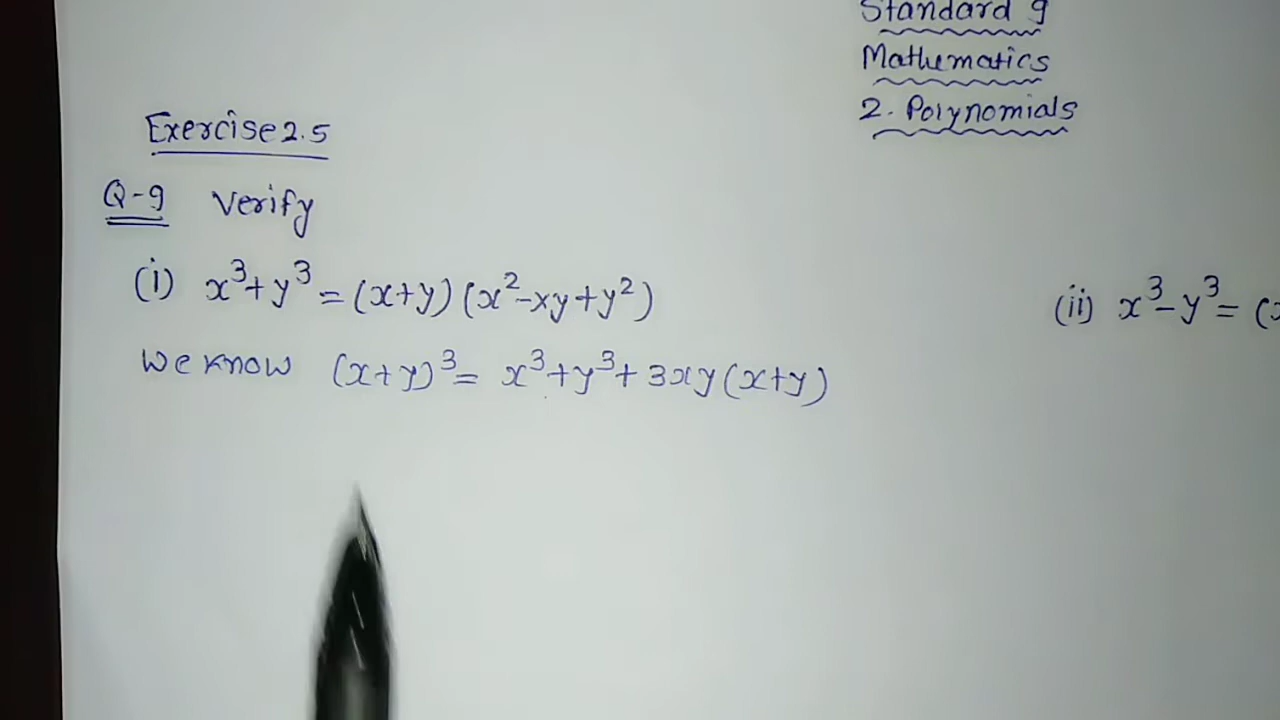 Standard 9
Mathematics
2. Polynomials
Exercise 2.5
Q-9 Verify
(i) x³+y³=(x+y)(x²-xy+y²)
(ii) x³-y³=(
We know (x+y)³= x³+y³+3xy(x+y)